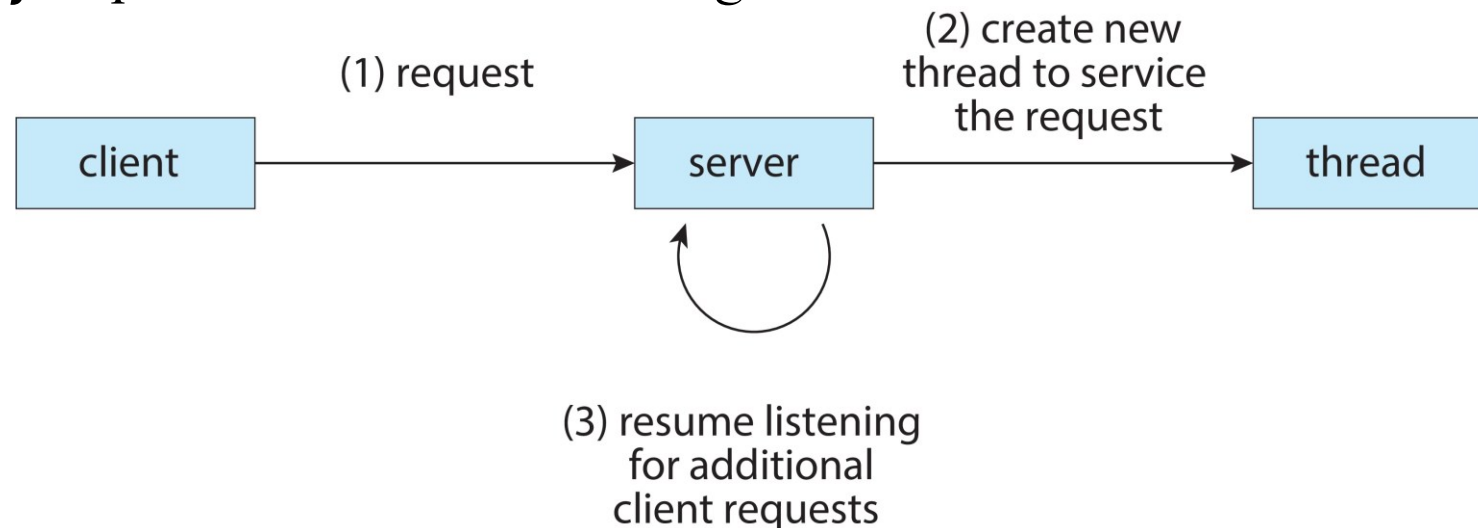 (1) request
(2) create new
thread to service
the request
client
server
thread
(3) resume listening
for additional
client requests